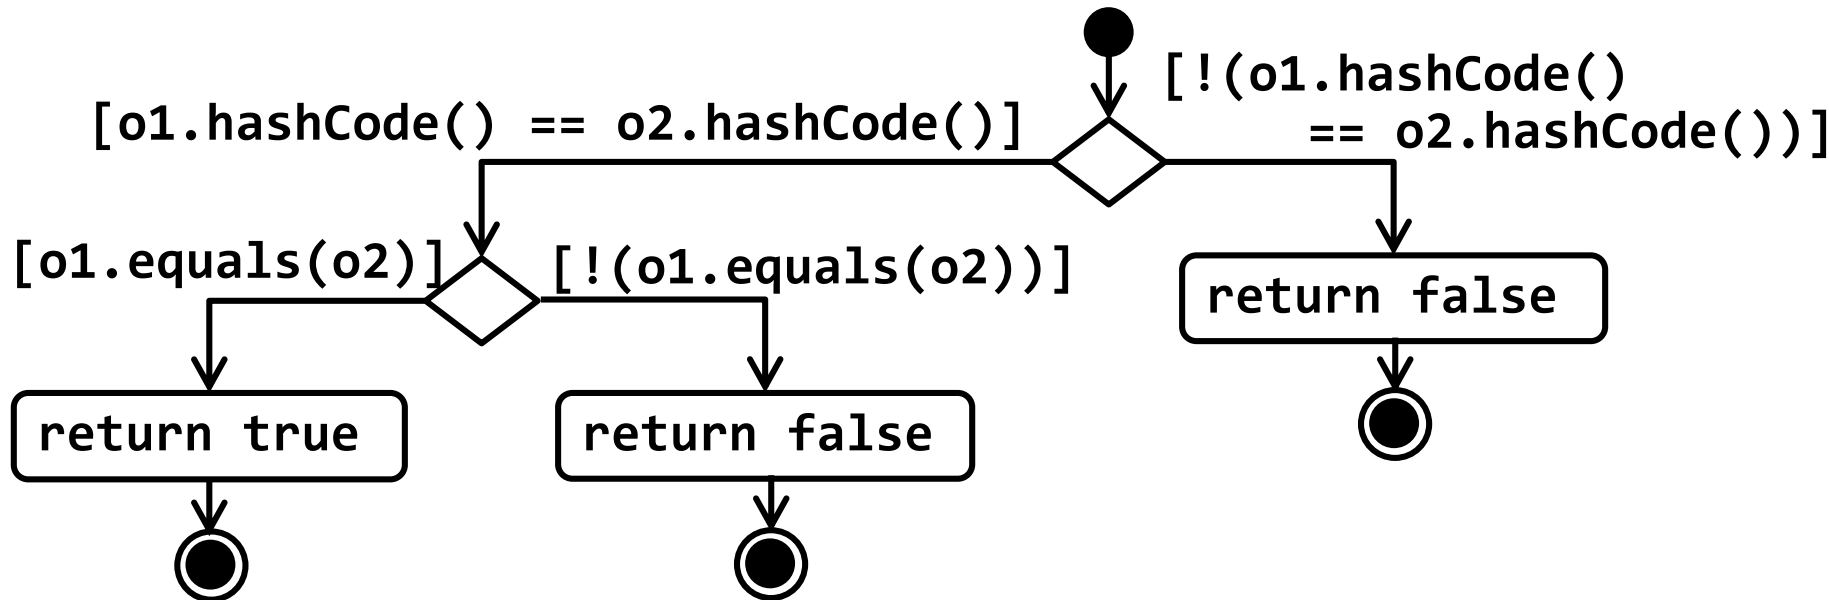 [!(o1.hashCode()
== o2.hashCode())]
[o1.hashCode() == o2.hashCode()]
[o1.equals(o2)]
[!(o1.equals(o2))]
return false
return true
return false